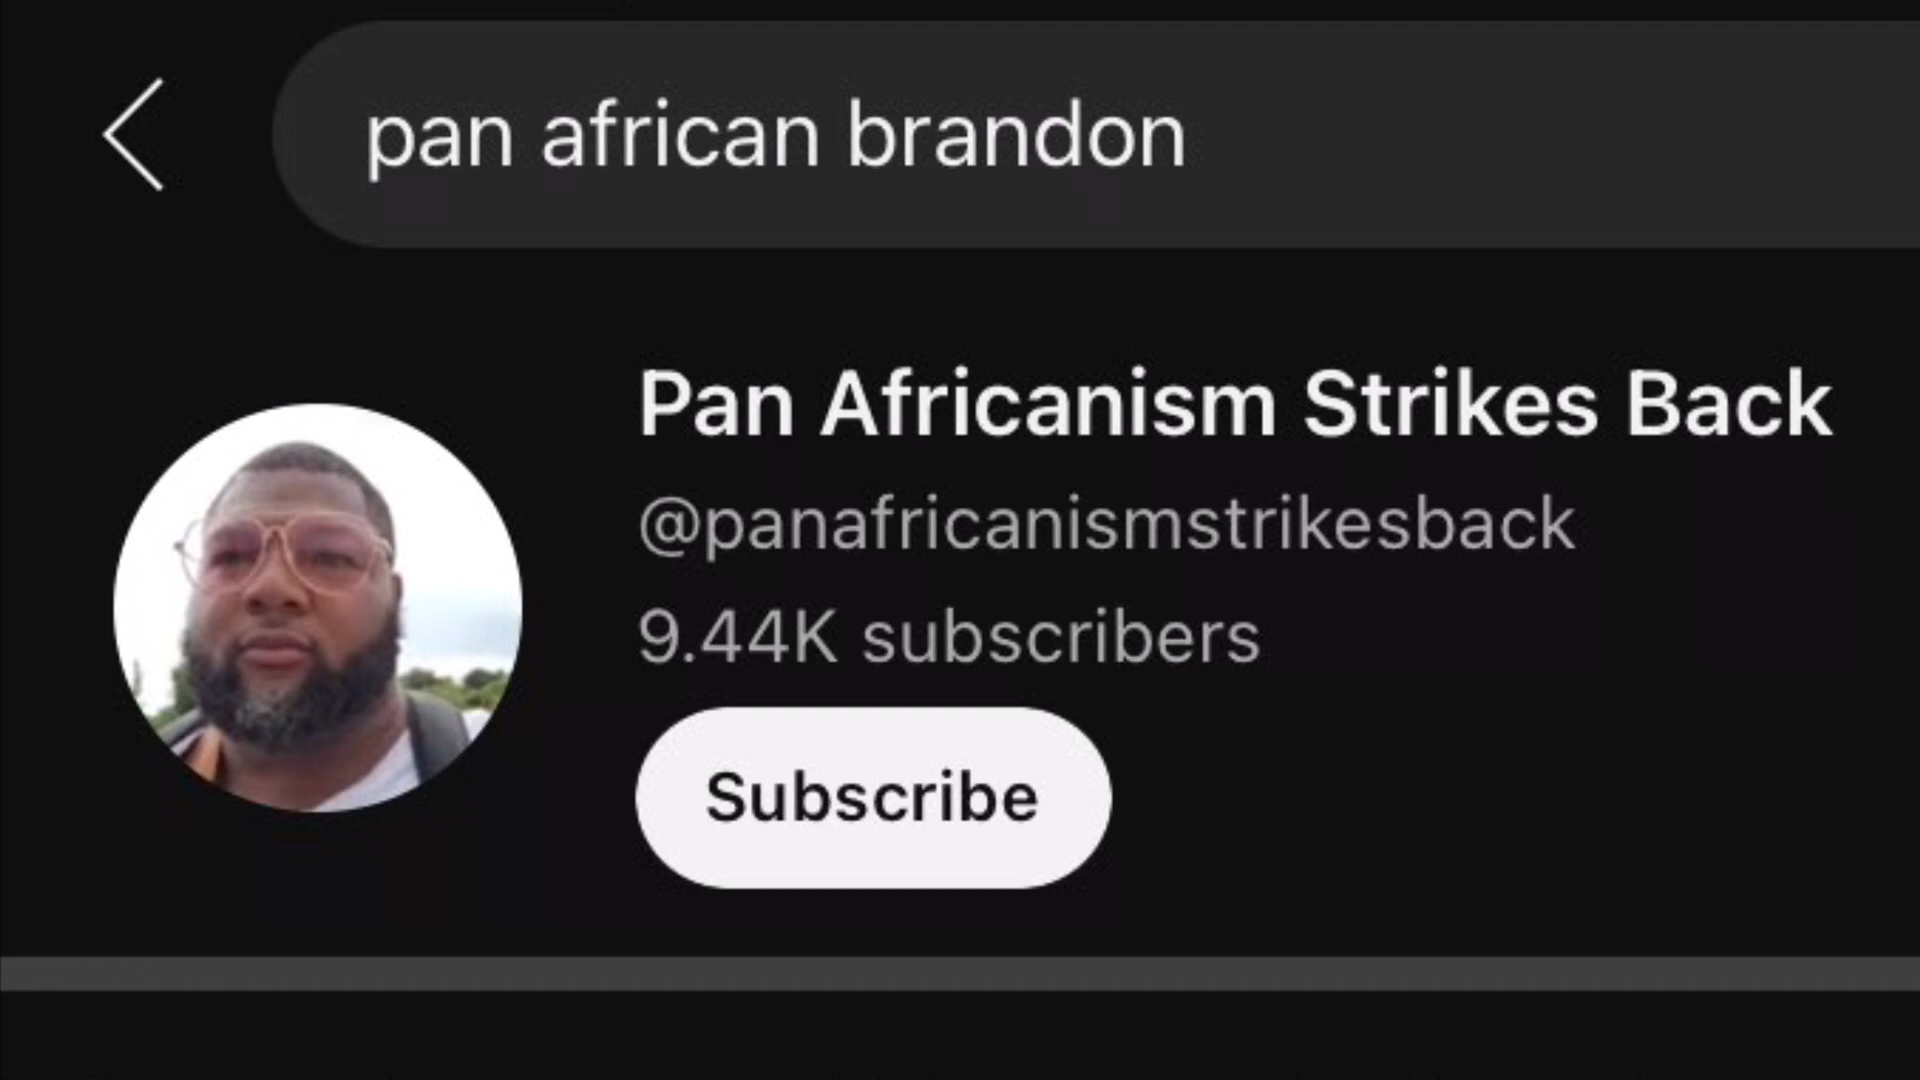 pan african brandon
Pan Africanism Strikes Back
@panafricanismstrikesback
9.44K subscribers
Subscribe